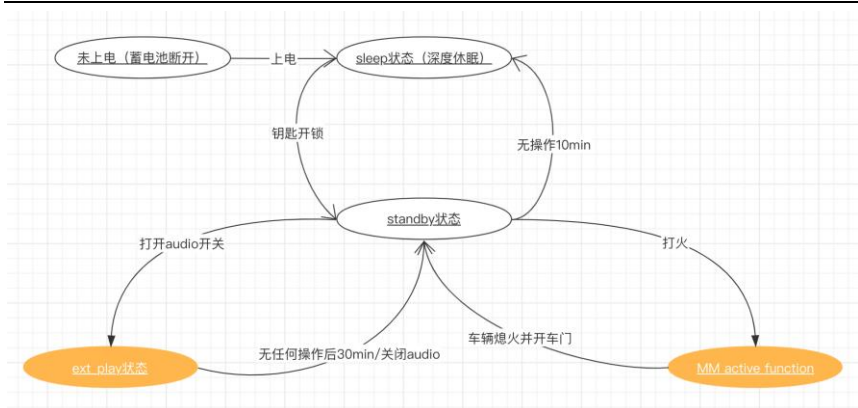 未上电（蓄电池断开）
上电
sleep状态（深度休眠）
钥匙开锁
无操作10min
standby状态
打开audio开关
打火
无任何操作后30min/关闭audio
车辆熄火并开车门
ext_play状态
MM active function